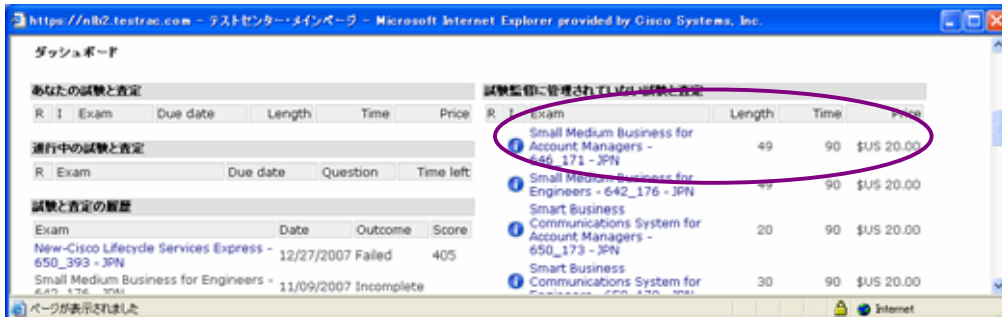 https://nlb2.testrac.com - テストセンター・メインページ - Microsoft Internet Explorer provided by Cisco Systems, Inc.
ダッシュボード
あなたの試験と査定
R I Exam Due date Length Time Price
進行中の試験と査定
R Exam Due date Question Time left
試験と査定の履歴
Exam Date Outcome Score
New-Cisco Lifecycle Services Express -
650_393 - JPN 12/27/2007 Failed 405
Small Medium Business for Engineers -
642_176 - JPN 11/09/2007 Incomplete
試験監督に管理されていない試験と査定
R I Exam Length Time Price
Small Medium Business for
Account Managers - 49 90 $US 20.00
646_171 - JPN
Small Medium Business for
Engineers - 642_176 - JPN 49 90 $US 20.00
Smart Business
Communications System for
Account Managers - 20 90 $US 20.00
650_173 - JPN
Smart Business
Communications System for 30 90 $US 20.00
ページが表示されました
Internet